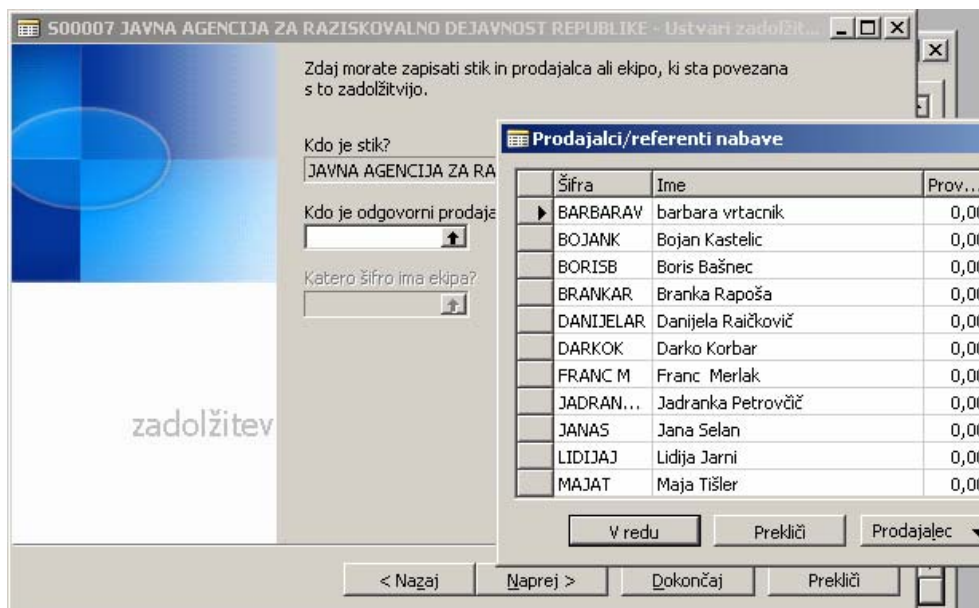 S00007 JAVNA AGENCIJA ZA RAZISKOVALNO DEJAVNOST REPUBLIKE - Ustvari zadolžit...
Zdaj morate zapisati stik in prodajalca ali ekipo, ki sta povezana
s to zadolžitvijo.
Kdo je stik?
JAVNA AGENCIJA ZA RA
Kdo je odgovorni prodaja
Katero šifro ima ekipa?
zadolžitev
Prodajalci/referenti nabave
Šifra Ime Prov...
BARBARAV barbara vrtacnik 0,00
BOJANK Bojan Kastelic 0,00
BORISB Boris Bašnec 0,00
BRANKAR Branka Rapoša 0,00
DANIJELAR Danijela Raičkovič 0,00
DARKOK Darko Korbar 0,00
FRANC M Franc Merlak 0,00
JADRAN... Jadranka Petrovčič 0,00
JANAS Jana Selan 0,00
LIDIJAJ Lidija Jarni 0,00
MAJAT Maja Tišler 0,00
V redu Prekliči Prodajalec
< Nazaj Naprej > Dokončaj Prekliči